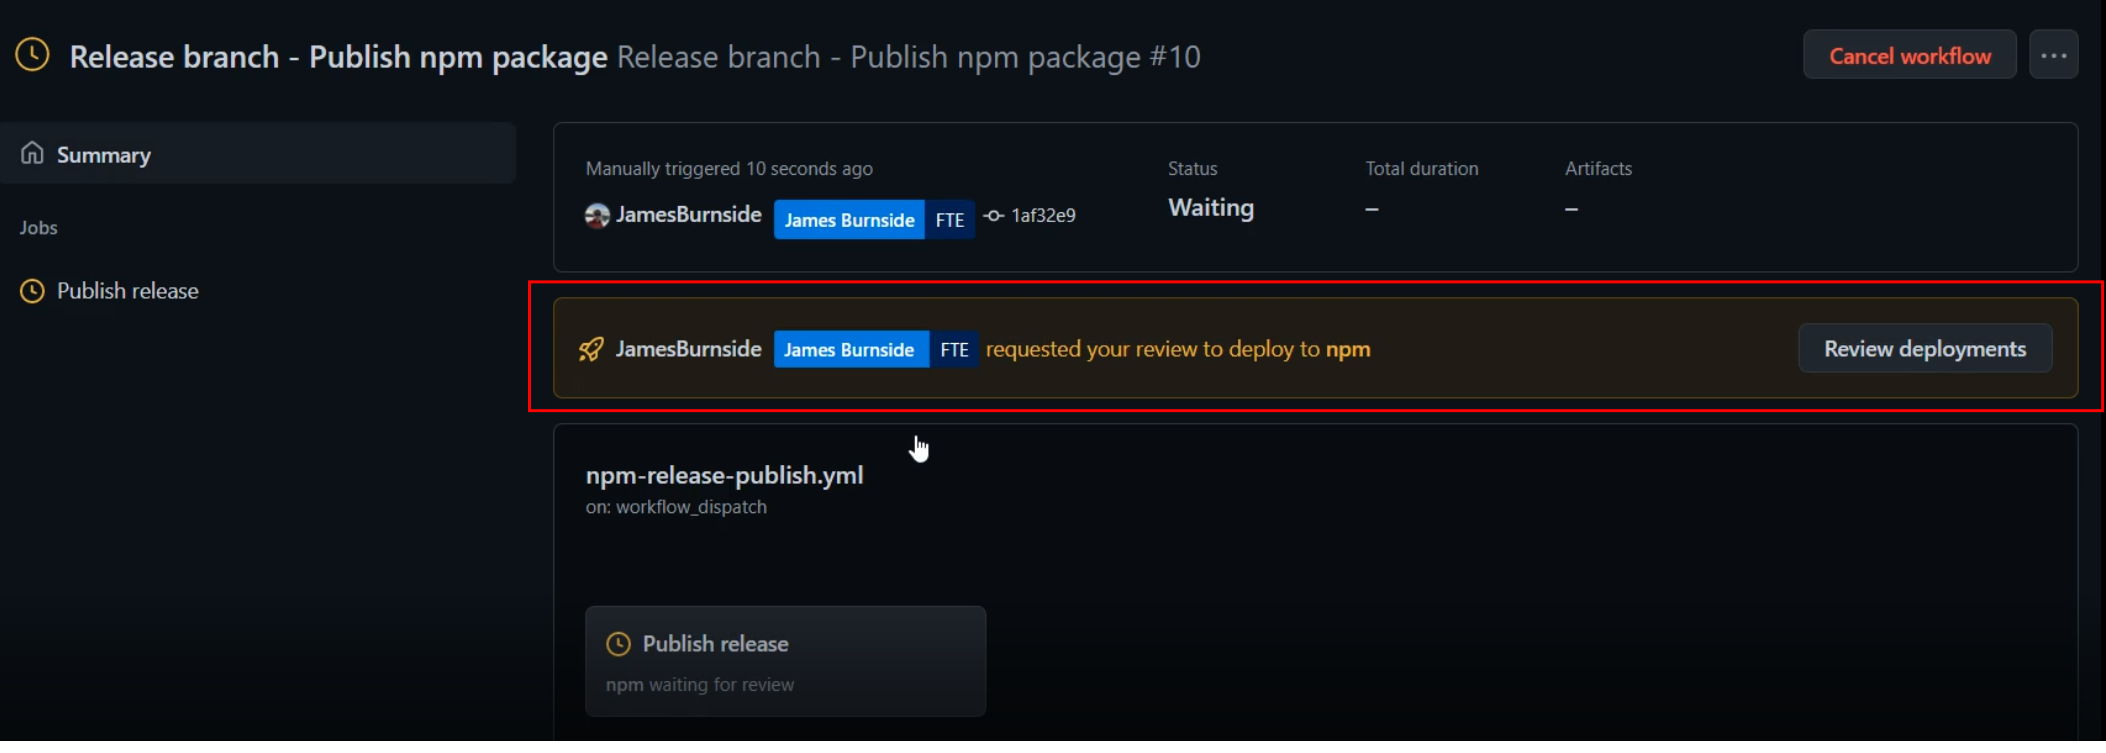 Release branch - Publish npm package Release branch - Publish npm package #10
Cancel workflow
Summary
Jobs
Publish release
Manually triggered 10 seconds ago
JamesBurnside James Burnside FTE 1af32e9
Status
Waiting
Total duration
–
Artifacts
–
JamesBurnside James Burnside FTE requested your review to deploy to npm
Review deployments
npm-release-publish.yml
on: workflow_dispatch
Publish release
npm waiting for review